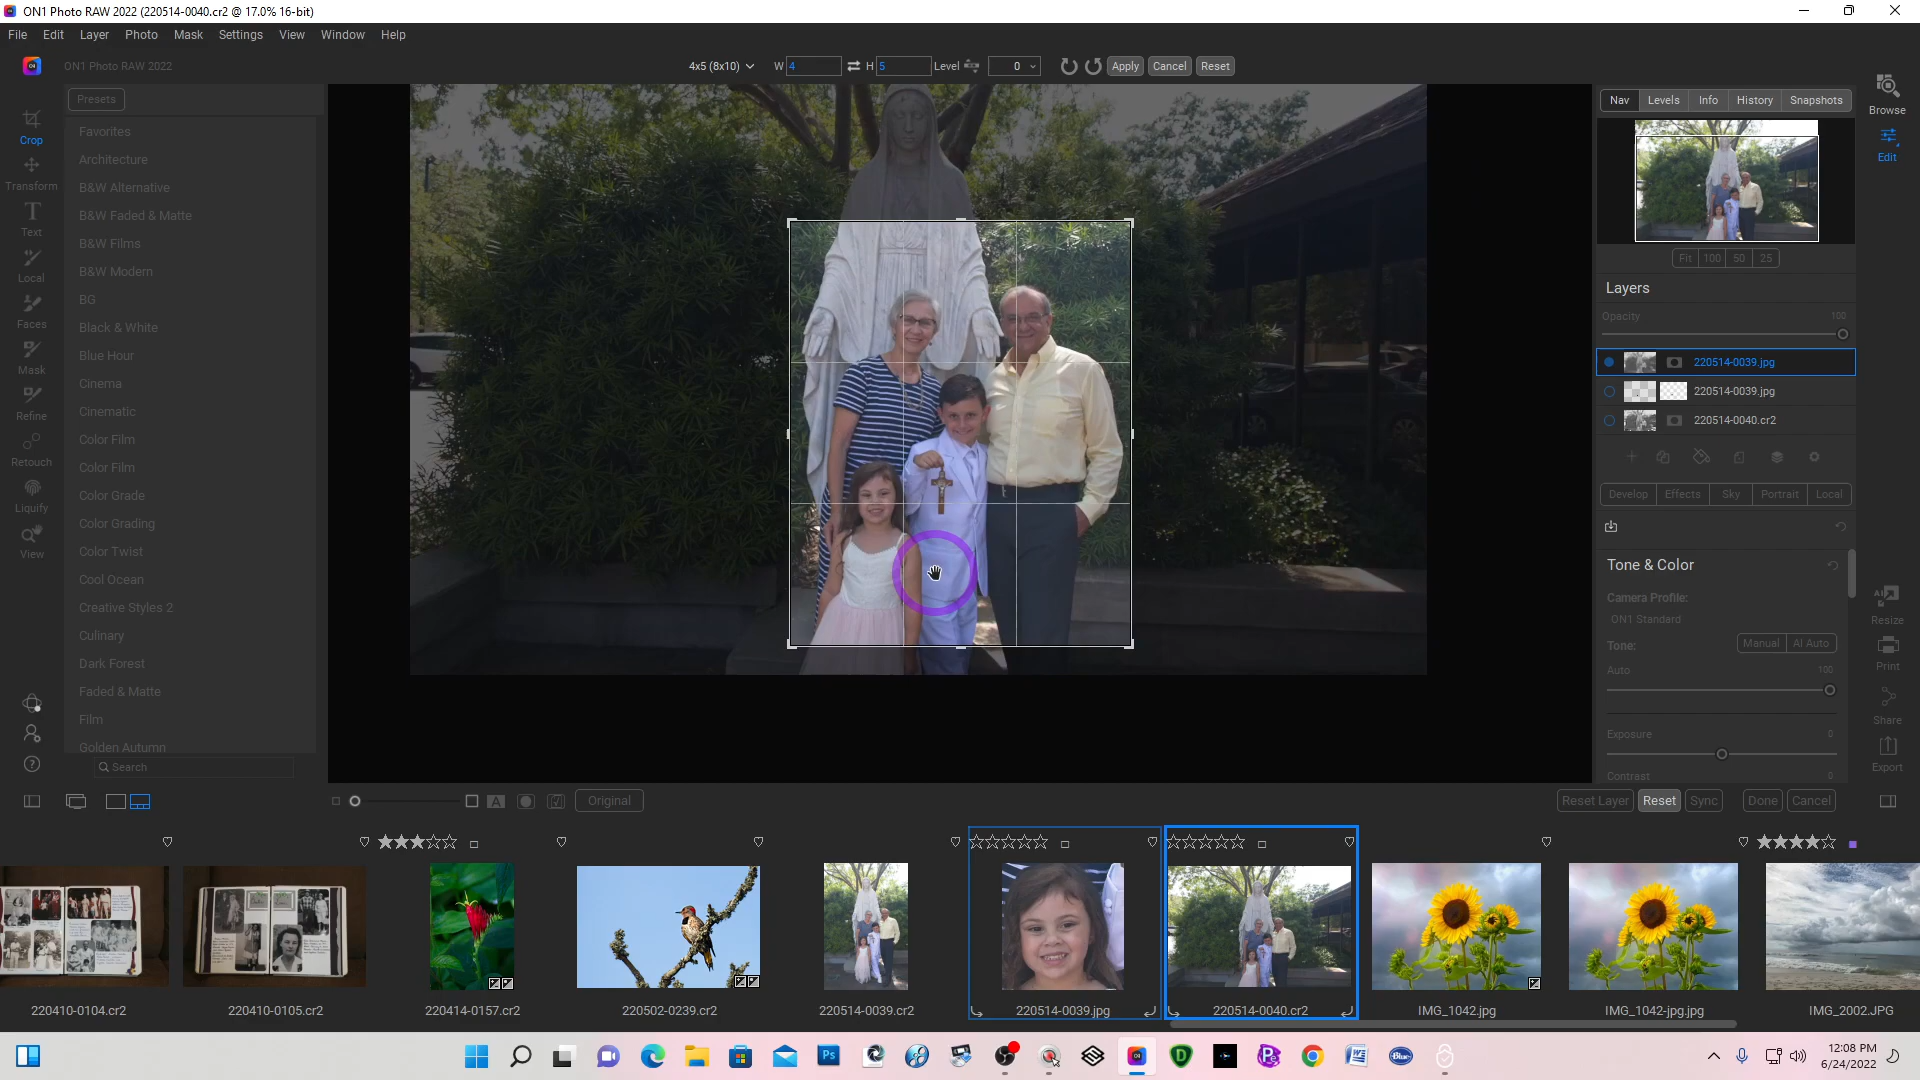 ON1 Photo RAW 2022 (220514-0040.cr2 @ 17.0% 16-bit)
File Edit Layer Photo Mask Settings View Window Help
ON1 Photo RAW 2022
4x5 (8x10) W 4 H 5 Level 0 Apply Cancel Reset
Presets
Favorites
Architecture
B&W Alternative
B&W Faded & Matte
B&W Films
B&W Modern
BG
Black & White
Blue Hour
Cinema
Cinematic
Color Film
Color Film
Color Grade
Color Grading
Color Twist
Cool Ocean
Creative Styles 2
Culinary
Dark Forest
Faded & Matte
Film
Golden Autumn
Search
Crop
Transform
Text
Local
Faces
Mask
Refine
Retouch
Liquify
View
Nav Levels Info History Snapshots
Fit 100 50 25
Layers
Opacity 100
220514-0039.jpg
220514-0039.jpg
220514-0040.cr2
Develop Effects Sky Portrait Local
Tone & Color
Camera Profile:
ON1 Standard
Tone: Manual AI Auto
Auto 100
Exposure 0
Contrast 0
Browse
Edit
AI
Resize
Print
Share
Export
A Original Reset Layer Reset Sync Done Cancel
220410-0104.cr2 220410-0105.cr2 220414-0157.cr2 220502-0239.cr2 220514-0039.cr2 220514-0039.jpg 220514-0040.cr2 IMG_1042.jpg IMG_1042-jpg.jpg IMG_2002.JPG
12:08 PM
6/24/2022